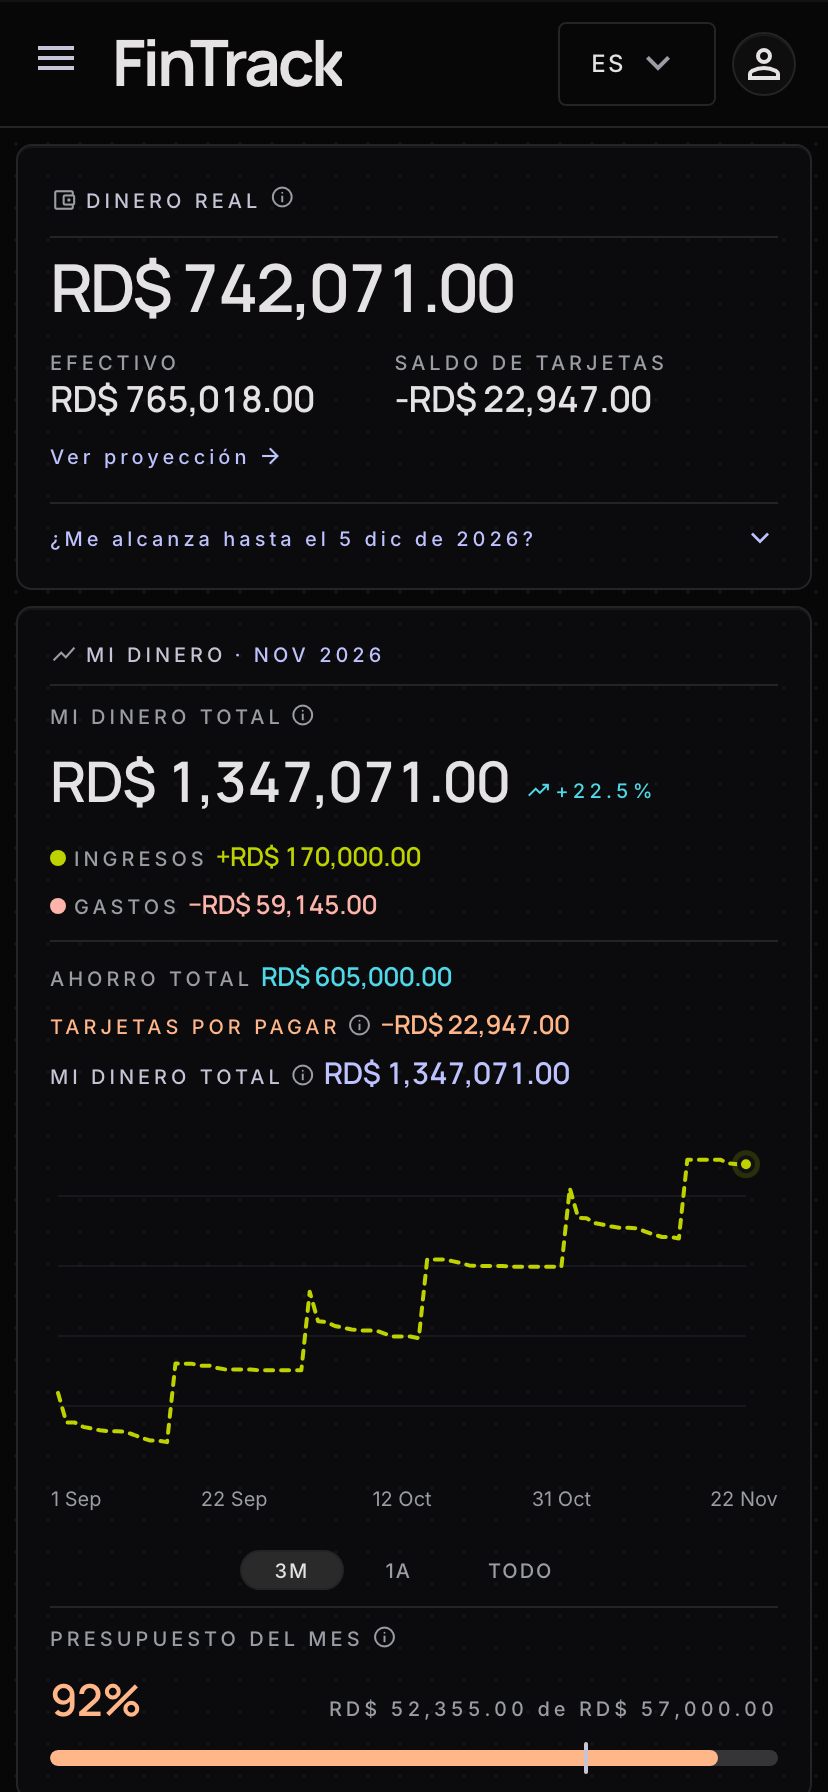 FinTrack
ES
DINERO REAL
RD$ 742,071.00
EFECTIVO
RD$ 765,018.00
SALDO DE TARJETAS
-RD$ 22,947.00
Ver proyección →
¿Me alcanza hasta el 5 dic de 2026?
MI DINERO · NOV 2026
MI DINERO TOTAL
RD$ 1,347,071.00 +22.5%
INGRESOS +RD$ 170,000.00
GASTOS −RD$ 59,145.00
AHORRO TOTAL RD$ 605,000.00
TARJETAS POR PAGAR −RD$ 22,947.00
MI DINERO TOTAL RD$ 1,347,071.00
1 Sep 22 Sep 12 Oct 31 Oct 22 Nov
3M 1A TODO
PRESUPUESTO DEL MES
92% RD$ 52,355.00 de RD$ 57,000.00